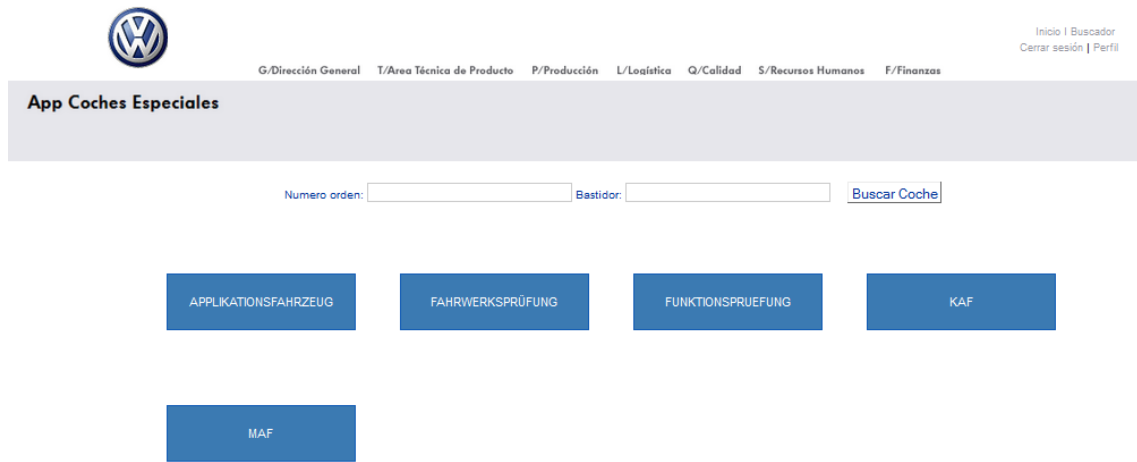 Inicio | Buscador
Cerrar sesión | Perfil
G/Dirección General T/Area Técnica de Producto P/Producción L/Logística Q/Calidad S/Recursos Humanos F/Finanzas
App Coches Especiales
Numero orden: Bastidor: Buscar Coche
APPLIKATIONSFAHRZEUG FAHRWERKSPRÜFUNG FUNKTIONSPRUEFUNG KAF
MAF